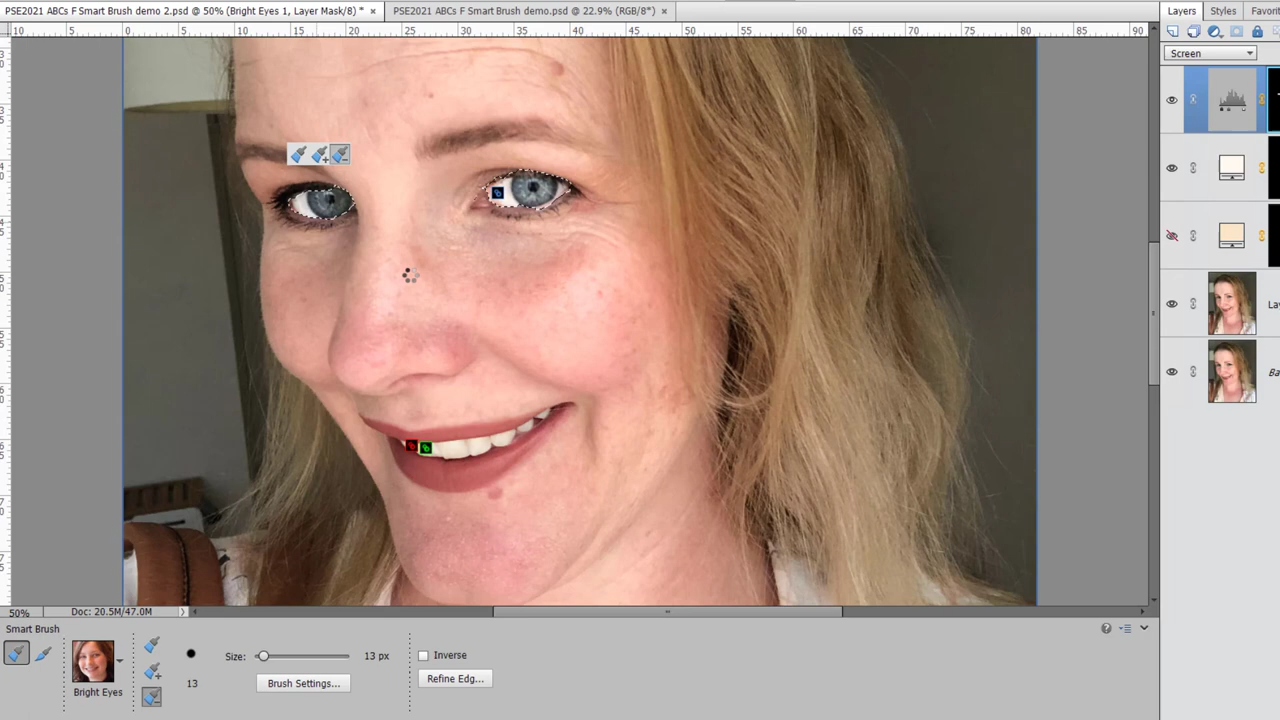 PSE2021 ABCs F Smart Brush demo 2.psd @ 50% (Bright Eyes 1, Layer Mask/8) * × PSE2021 ABCs F Smart Brush demo.psd @ 22.9% (RGB/8*) ×
Layers Styles Favori
10 5 0 5 10 15 20 25 30 35 40 45 50 55 60 65 70 75 80 85 90
Screen
Lay
Ba
50% Doc: 20.5M/47.0M
Smart Brush
Size: 13 px
Inverse
Refine Edg...
13
Brush Settings...
Bright Eyes